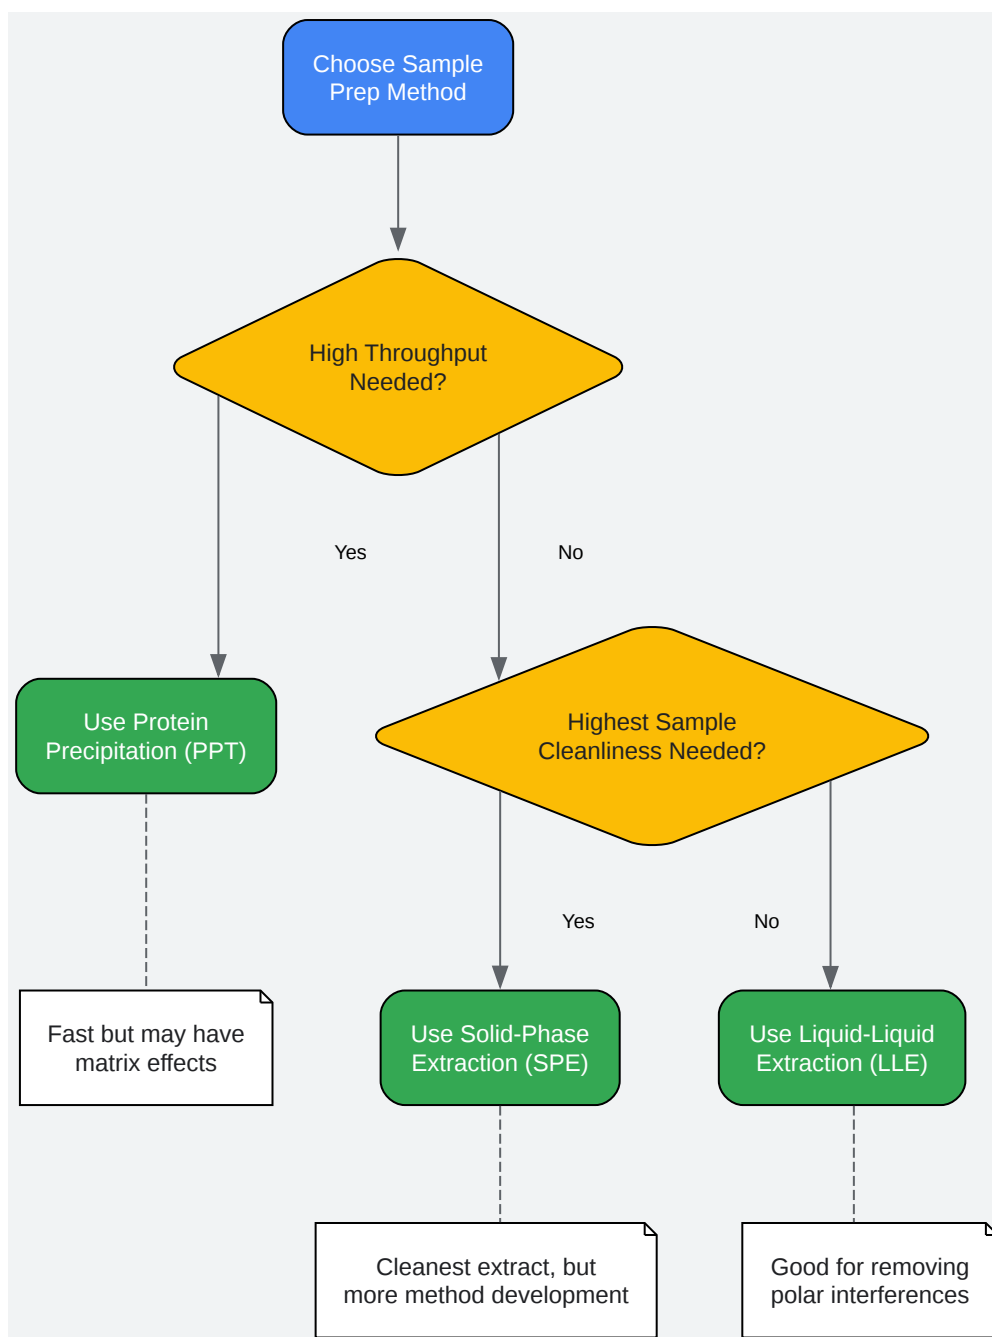 Choose Sample
Prep Method
High Throughput
Needed?
Yes
No
Use Protein
Precipitation (PPT)
Highest Sample
Cleanliness Needed?
Yes
No
Fast but may have
matrix effects
Use Solid-Phase
Extraction (SPE)
Use Liquid-Liquid
Extraction (LLE)
Cleanest extract, but
more method development
Good for removing
polar interferences